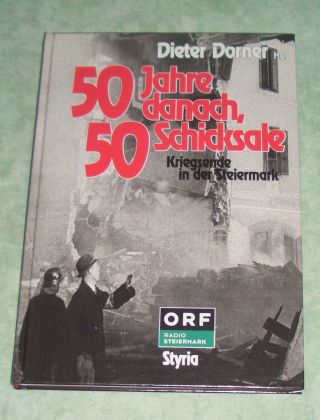 Dieter Dorner Hg.
50 Jahre
danach,
50 Schicksale
Kriegsende
in der Steiermark
ORF
RADIO
STEIERMARK
Styria